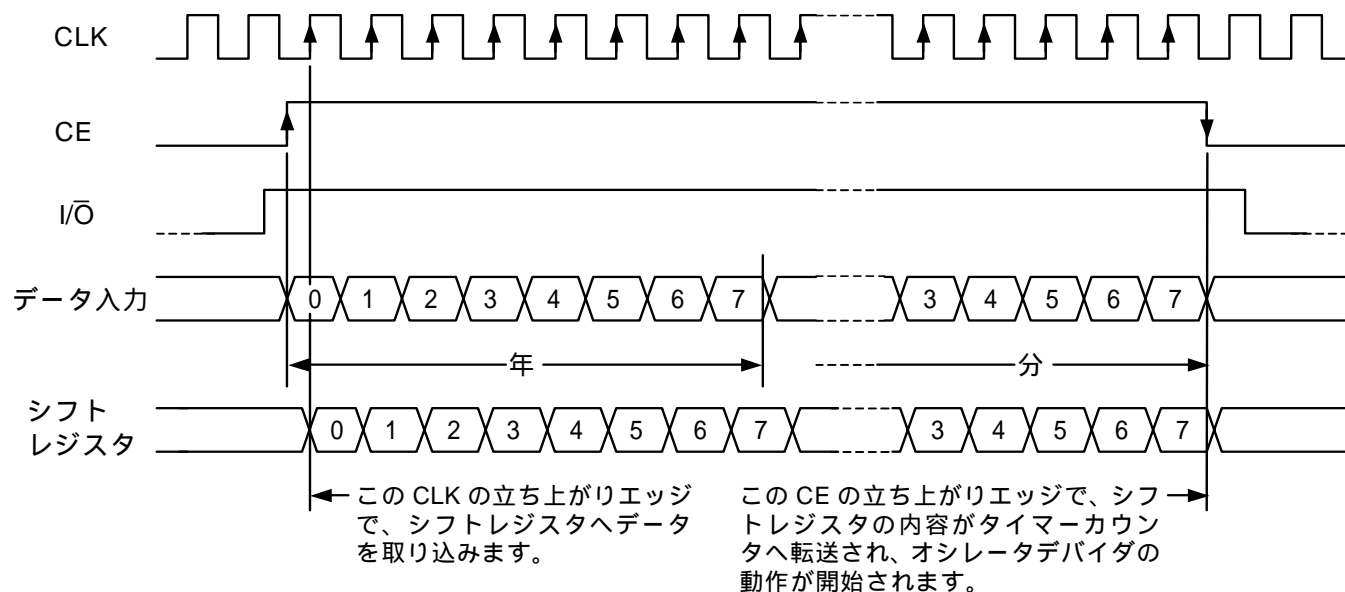 CLK
CE
I/O̅
データ入力
0 1 2 3 4 5 6 7 3 4 5 6 7
年 分
シフト
レジスタ
0 1 2 3 4 5 6 7 3 4 5 6 7
この CLK の立ち上がりエッジ
で、シフトレジスタへデータ
を取り込みます。
この CE の立ち上がりエッジで、シフ
トレジスタの内容がタイマーカウン
タへ転送され、オシレータデバイダの
動作が開始されます。